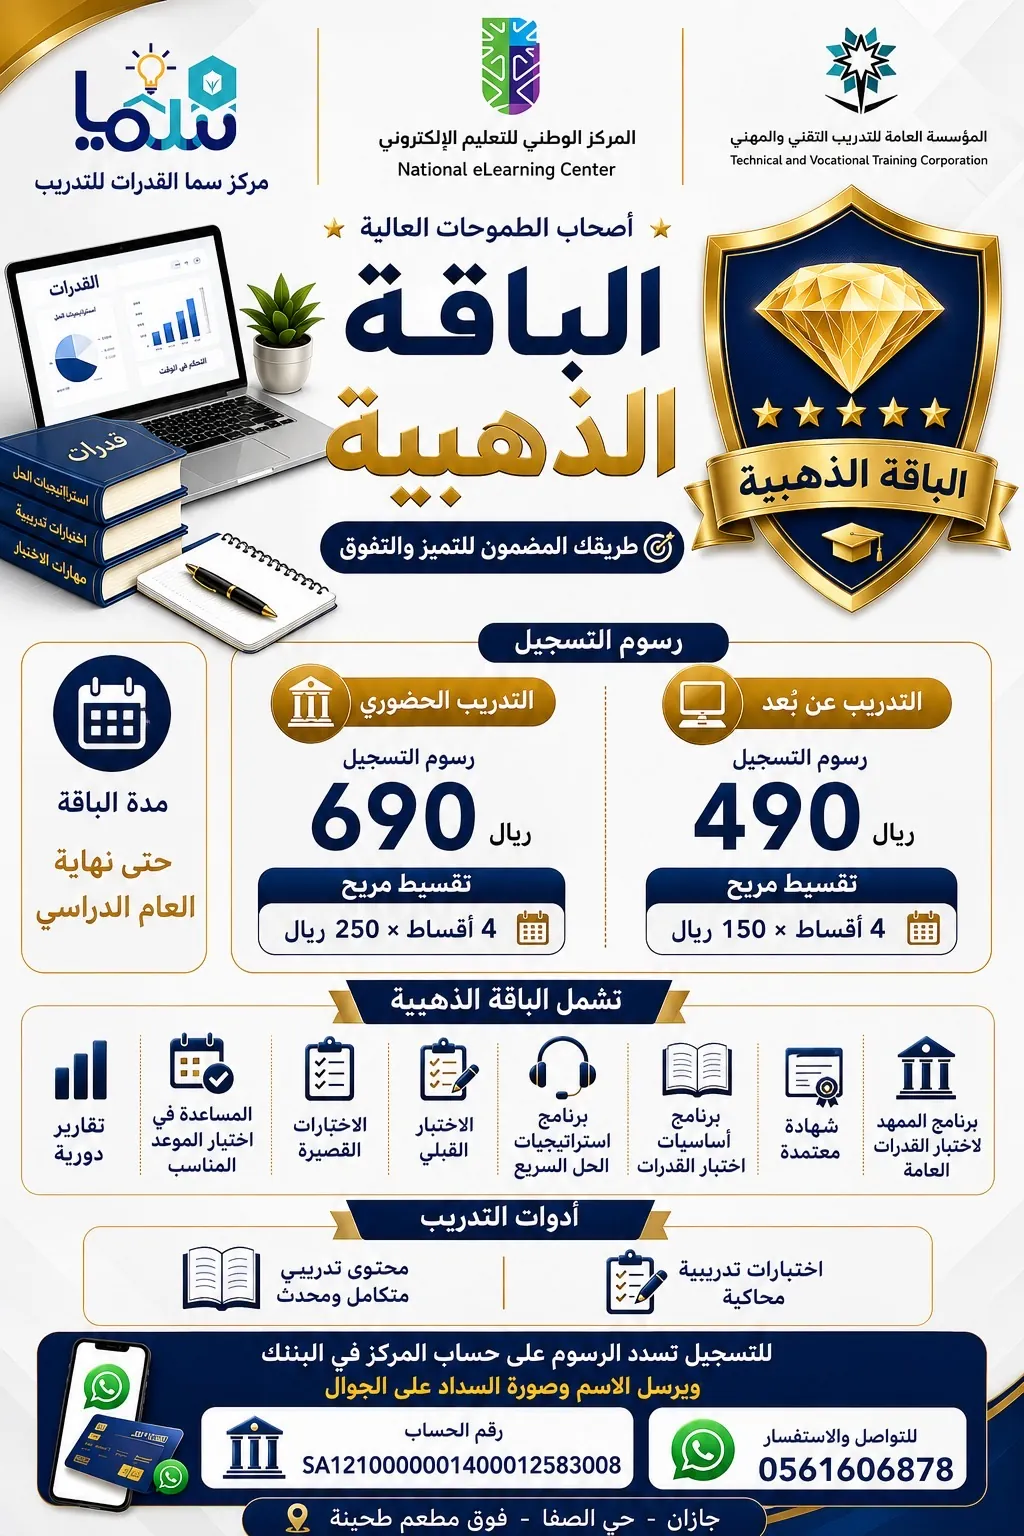 سما
مركز سما القدرات للتدريب
المركز الوطني للتعليم الإلكتروني
National eLearning Center
المؤسسة العامة للتدريب التقني والمهني
Technical and Vocational Training Corporation
أصحاب الطموحات العالية
الباقة
الذهبية
طريقك المضمون للتميز والتفوق
الباقة الذهبية
القدرات
استراتيجيات الحل
التحكم في الوقت
قدرات
استراتيجيات الحل
اختبارات تدريبية
مهارات الاختبار
رسوم التسجيل
التدريب عن بُعد
رسوم التسجيل
490 ريال
تقسيط مريح
4 أقساط × 150 ريال
التدريب الحضوري
رسوم التسجيل
690 ريال
تقسيط مريح
4 أقساط × 250 ريال
مدة الباقة
حتى نهاية
العام الدراسي
تشمل الباقة الذهبية
برنامج الممهد
لاختبار القدرات
العامة
شهادة
معتمدة
برنامج
أساسيات
اختبار القدرات
برنامج
استراتيجيات
الحل السريع
الاختبار
القبلي
الاختبارات
القصيرة
المساعدة في
اختيار الموعد
المناسب
تقارير
دورية
أدوات التدريب
اختبارات تدريبية
محاكية
محتوى تدريبي
متكامل ومحدث
للتسجيل تسدد الرسوم على حساب المركز في البننك
ويرسل الاسم وصورة السداد على الجوال
للتواصل والاستفسار
0561606878
رقم الحساب
SA1210000001400012583008
جازان - حي الصفا - فوق مطعم طحينة